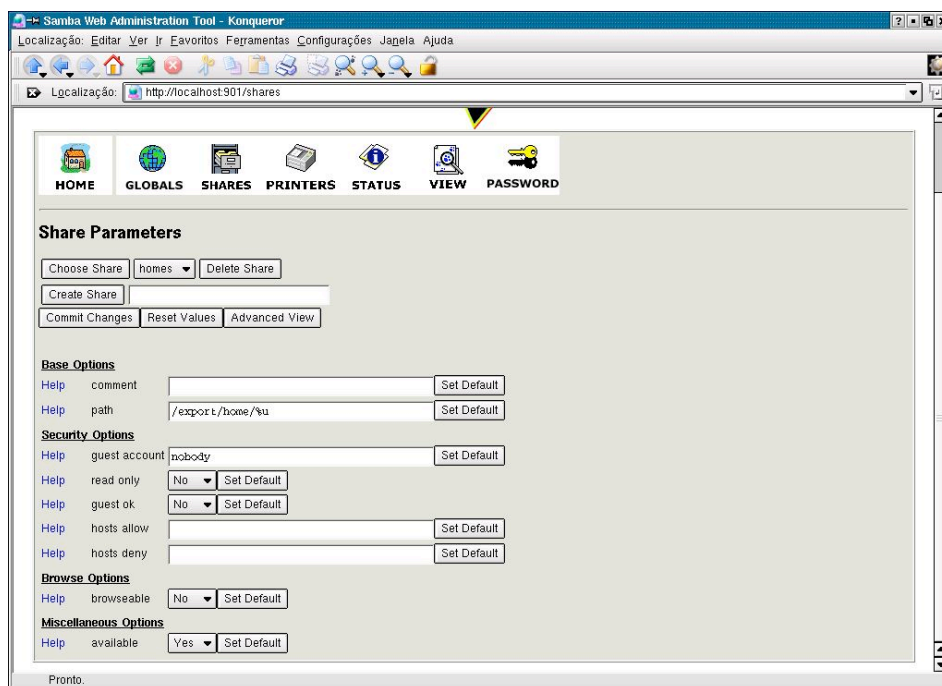 Samba Web Administration Tool - Konqueror
Localização: Editar Ver Ir Favoritos Ferramentas Configurações Janela Ajuda
Localização: http://localhost:901/shares
HOME GLOBALS SHARES PRINTERS STATUS VIEW PASSWORD
Share Parameters
Choose Share homes Delete Share
Create Share
Commit Changes Reset Values Advanced View
Base Options
Help comment Set Default
Help path /export/home/%u Set Default
Security Options
Help guest account nobody Set Default
Help read only No Set Default
Help guest ok No Set Default
Help hosts allow Set Default
Help hosts deny Set Default
Browse Options
Help browseable No Set Default
Miscellaneous Options
Help available Yes Set Default
Pronto.